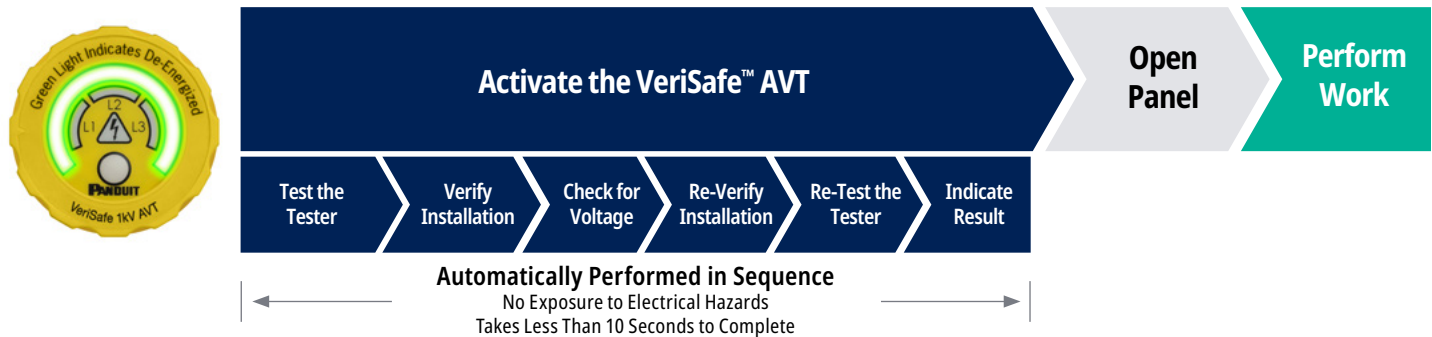 Green Light Indicates De-Energized
L2
L1
L3
PANDUIT
VeriSafe 1kV AVT
Activate the VeriSafe™ AVT
Open
Panel
Perform
Work
Test the
Tester
Verify
Installation
Check for
Voltage
Re-Verify
Installation
Re-Test the
Tester
Indicate
Result
Automatically Performed in Sequence
No Exposure to Electrical Hazards
Takes Less Than 10 Seconds to Complete